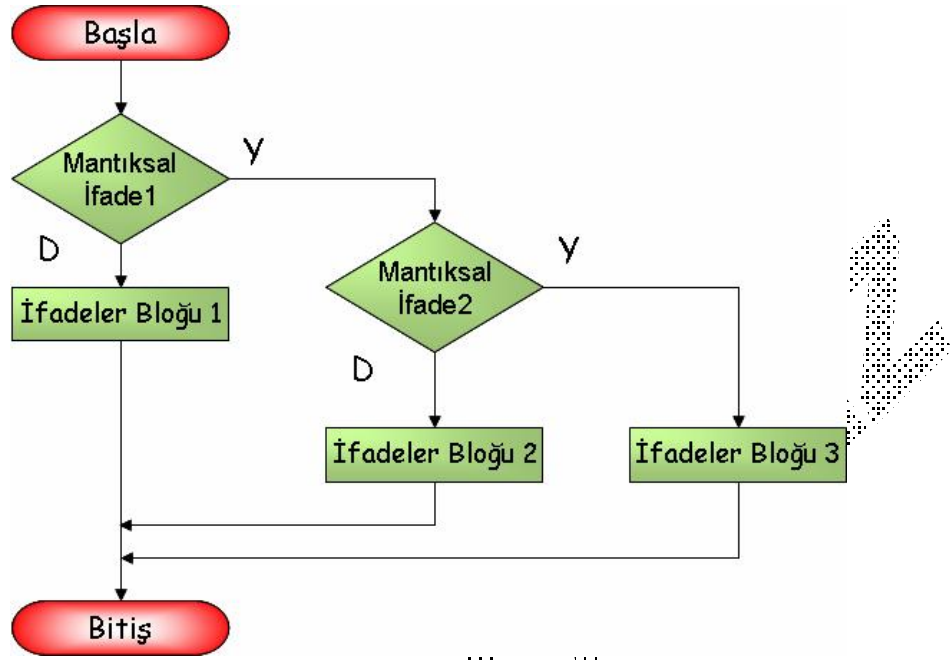 Başla
Mantıksal
İfade1
Y
D
İfadeler Bloğu 1
Mantıksal
İfade2
Y
D
İfadeler Bloğu 2
İfadeler Bloğu 3
Bitiş